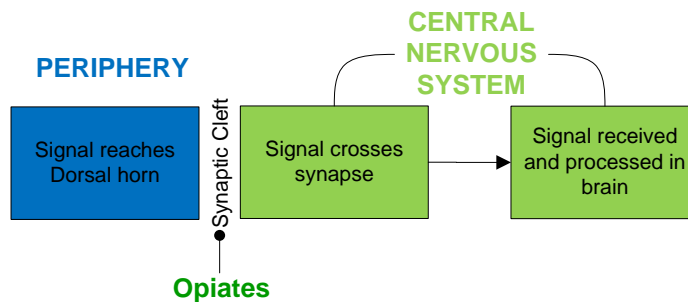 CENTRAL
NERVOUS
SYSTEM
PERIPHERY
Signal reaches
Dorsal horn
Synaptic Cleft
Signal crosses
synapse
Signal received
and processed in
brain
Opiates